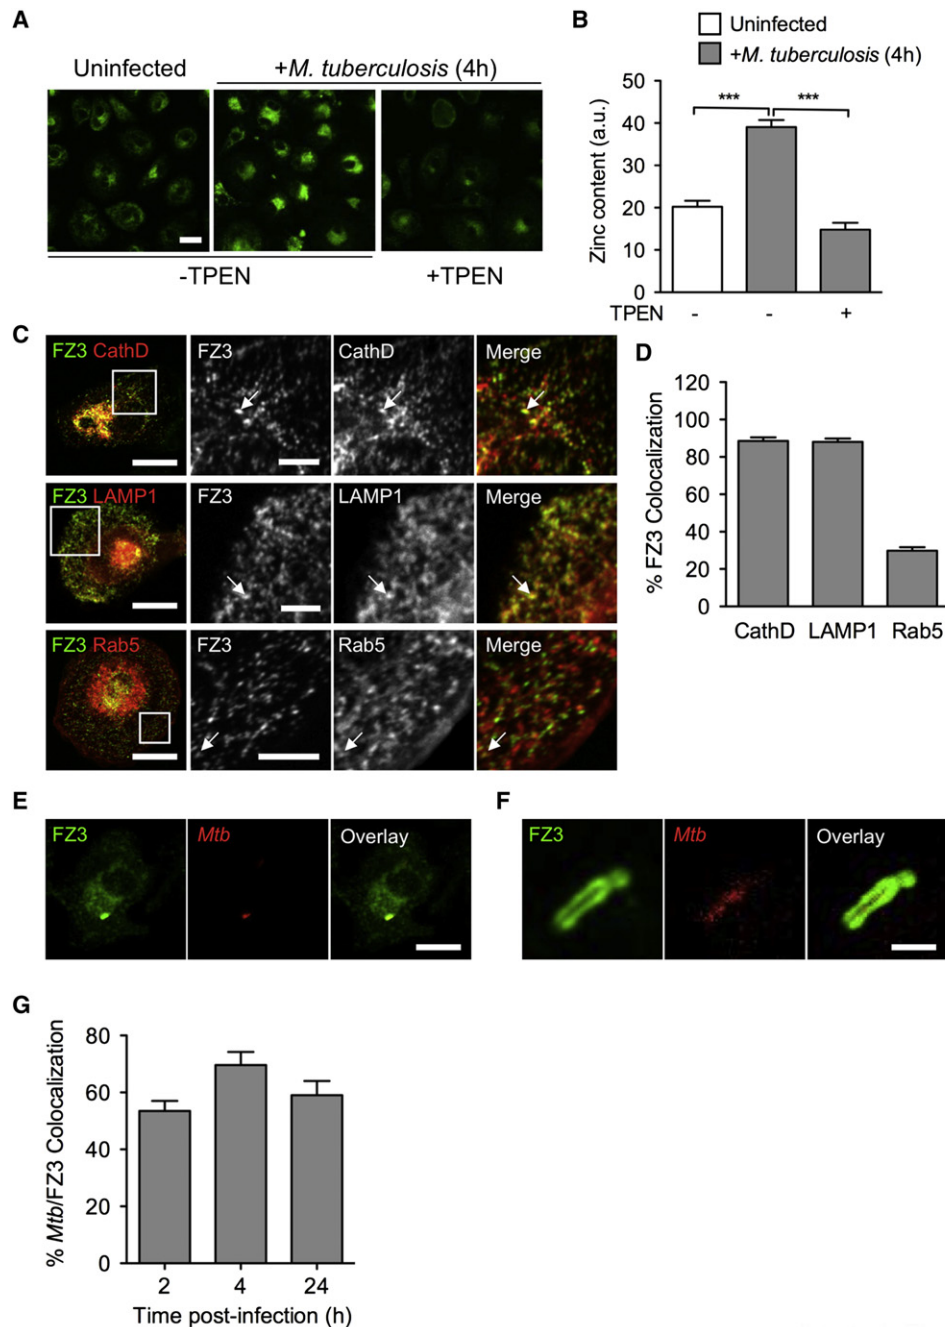 A
Uninfected
+M. tuberculosis (4h)
-TPEN
+TPEN
B
Uninfected
+M. tuberculosis (4h)
Zinc content (a.u.)
50
40
30
20
10
0
***
***
TPEN - - +
C
FZ3 CathD
FZ3
CathD
Merge
FZ3 LAMP1
FZ3
LAMP1
Merge
FZ3 Rab5
FZ3
Rab5
Merge
D
% FZ3 Colocalization
120
100
80
60
40
20
0
CathD LAMP1 Rab5
E
FZ3
Mtb
Overlay
F
FZ3
Mtb
Overlay
G
% Mtb/FZ3 Colocalization
80
60
40
20
0
2 4 24
Time post-infection (h)